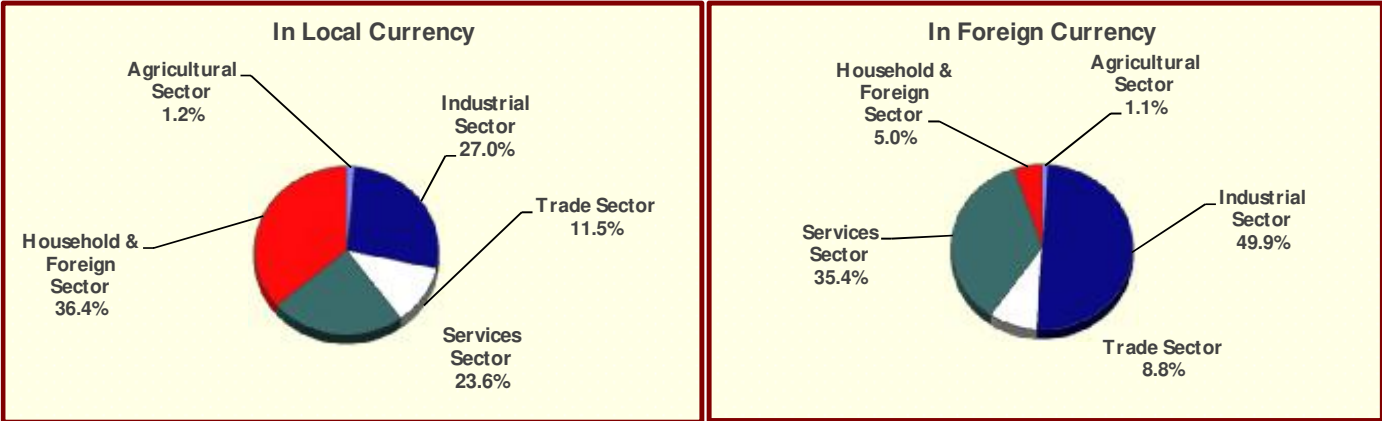 In Local Currency
Agricultural
Sector
1.2%
Industrial
Sector
27.0%
Trade Sector
11.5%
Household &
Foreign
Sector
36.4%
Services
Sector
23.6%
In Foreign Currency
Household &
Foreign
Sector
5.0%
Agricultural
Sector
1.1%
Industrial
Sector
49.9%
Services
Sector
35.4%
Trade Sector
8.8%